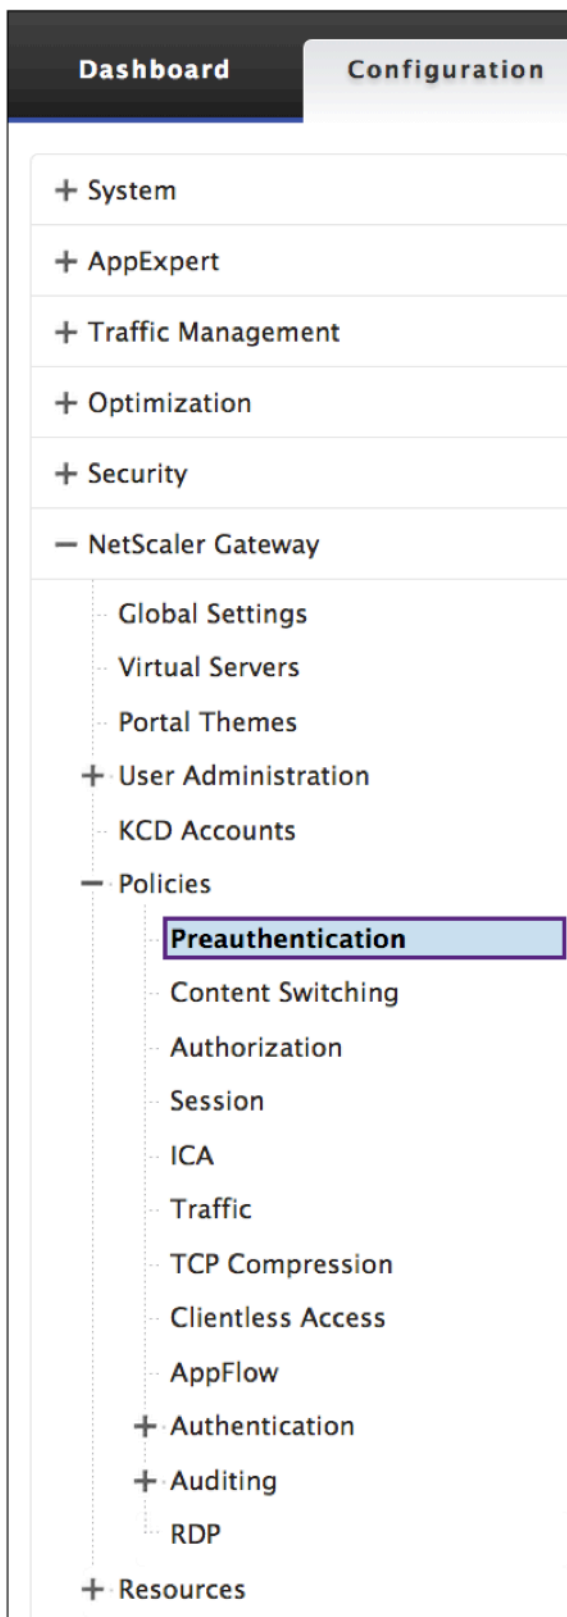 Dashboard Configuration
System
AppExpert
Traffic Management
Optimization
Security
NetScaler Gateway
Global Settings
Virtual Servers
Portal Themes
User Administration
KCD Accounts
Policies
Preauthentication
Content Switching
Authorization
Session
ICA
Traffic
TCP Compression
Clientless Access
AppFlow
Authentication
Auditing
RDP
Resources